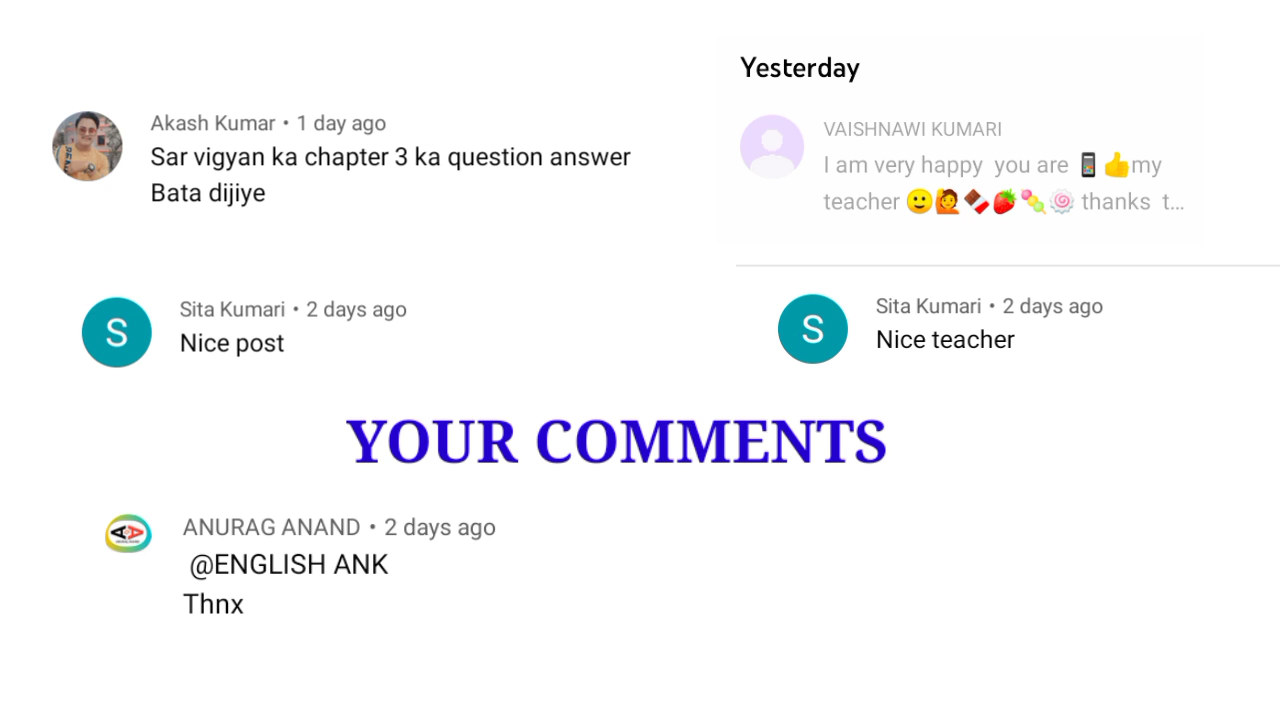 Yesterday
Akash Kumar • 1 day ago
Sar vigyan ka chapter 3 ka question answer
Bata dijiye
VAISHNAWI KUMARI
I am very happy you are 📱👍my
teacher 🙂🙋🍫🍓🍡🍥 thanks t...
Sita Kumari • 2 days ago
Nice post
S
Sita Kumari • 2 days ago
Nice teacher
S
YOUR COMMENTS
ANURAG ANAND • 2 days ago
@ENGLISH ANK
Thnx